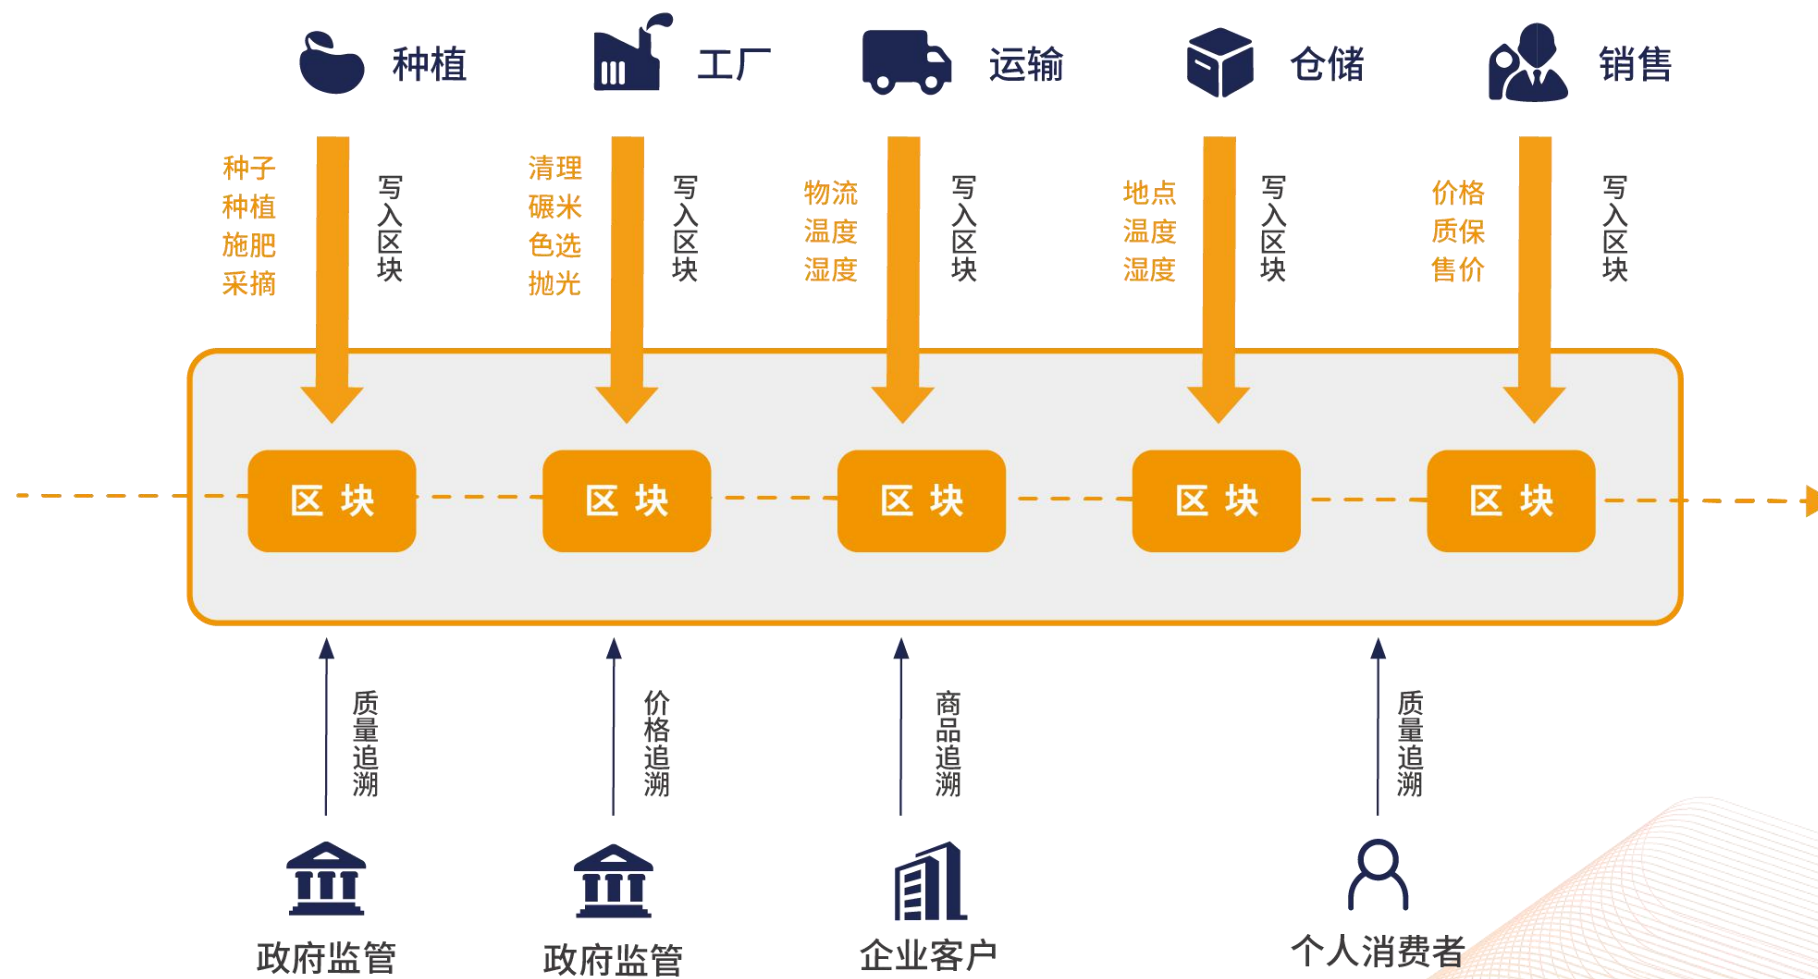 种植
工厂
运输
仓储
销售
种子
种植
施肥
采摘
写入区块
清理
碾米
色选
抛光
写入区块
物流
温度
湿度
写入区块
地点
温度
湿度
写入区块
价格
质保
售价
写入区块
区块
区块
区块
区块
区块
质量追溯
价格追溯
商品追溯
质量追溯
政府监管
政府监管
企业客户
个人消费者